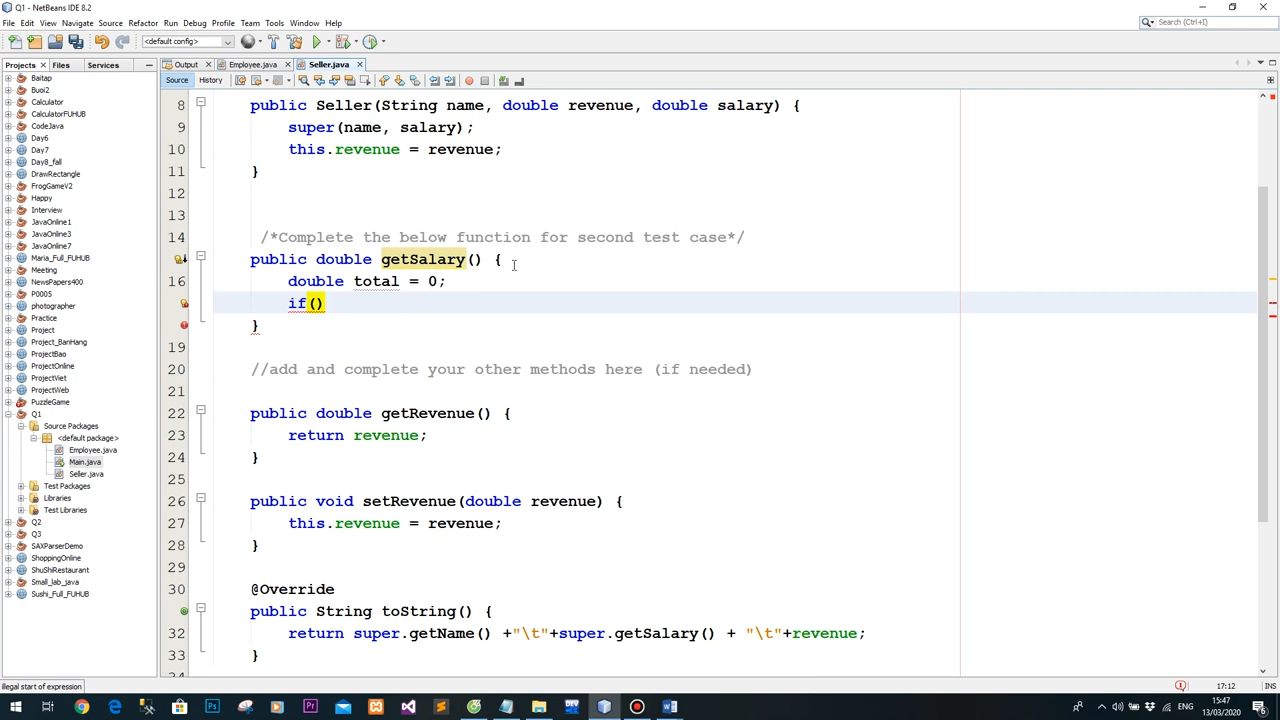 Q1 - NetBeans IDE 8.2
File Edit View Navigate Source Refactor Run Debug Profile Team Tools Window Help
Search (Ctrl+I)
<default config>
Projects Files Services
Output Employee.java Seller.java
Source History
Baitap
Buoi2
Calculator
CalculatorFUHUB
CodeJava
Day6
Day7
Day8_fall
DrawRectangle
FrogGameV2
Happy
Interview
JavaOnline1
JavaOnline3
JavaOnline7
Maria_Full_FUHUB
Meeting
NewsPapers400
P0005
photographer
Practice
Project
Project_BanHang
ProjectBao
ProjectOnline
ProjectViet
ProjectWeb
PuzzleGame
Q1
Source Packages
<default package>
Employee.java
Main.java
Seller.java
Test Packages
Libraries
Test Libraries
Q2
Q3
SAXParserDemo
ShoppingOnline
ShuShiRestaurant
Small_lab_java
Sushi_Full_FUHUB
8 public Seller(String name, double revenue, double salary) {
9 super(name, salary);
10 this.revenue = revenue;
11 }
12
13
14 /*Complete the below function for second test case*/
public double getSalary() {
16 double total = 0;
if()
}
19
20 //add and complete your other methods here (if needed)
21
22 public double getRevenue() {
23 return revenue;
24 }
25
26 public void setRevenue(double revenue) {
27 this.revenue = revenue;
28 }
29
30 @Override
public String toString() {
32 return super.getName() +"\t"+super.getSalary() + "\t"+revenue;
33 }
34
illegal start of expression
17:12 INS
ENG
15:47
13/03/2020